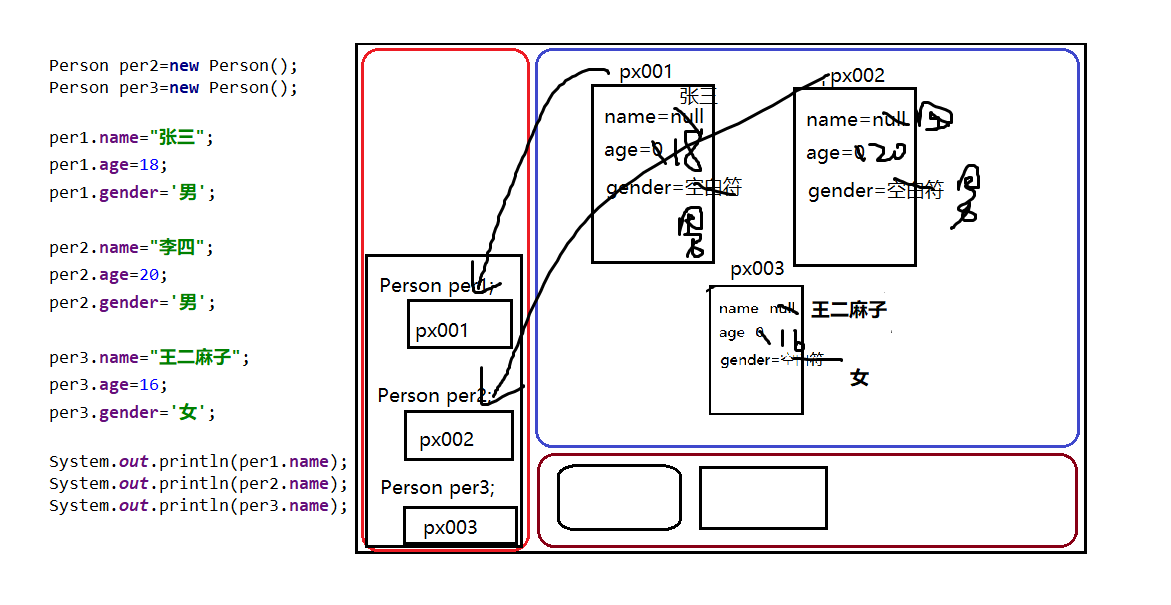 Person per2=new Person();
Person per3=new Person();
per1.name="张三";
per1.age=18;
per1.gender='男';
per2.name="李四";
per2.age=20;
per2.gender='男';
per3.name="王二麻子";
per3.age=16;
per3.gender='女';
System.out.println(per1.name);
System.out.println(per2.name);
System.out.println(per3.name);
Person per1;
px001
Person per2;
px002
Person per3;
px003
px001
张三
name=null
age=0 18
gender=空白符
男
px002
name=null
age=0 20
gender=空白符
男
px003
name null 王二麻子
age 0 16
gender=空白符
女